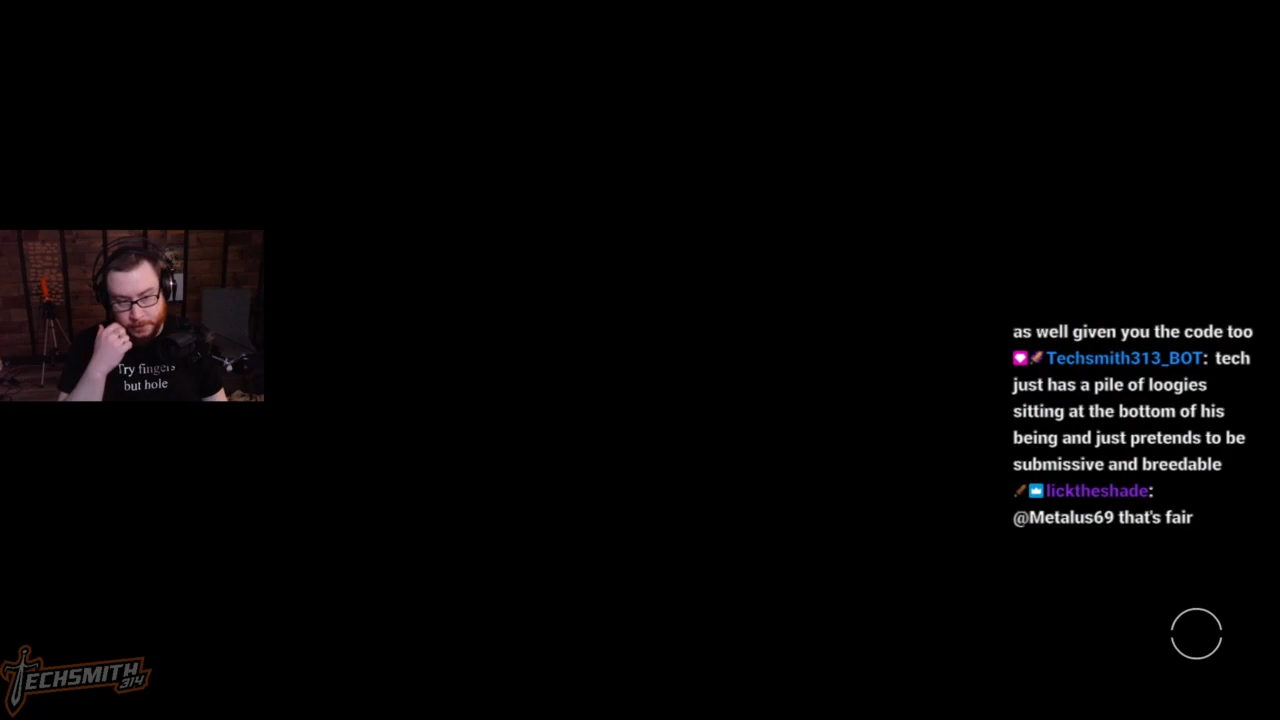 Try fingers
but hole
as well given you the code too
Techsmith313_BOT: tech
just has a pile of loogies
sitting at the bottom of his
being and just pretends to be
submissive and breedable
licktheshade:
@Metalus69 that's fair
TECHSMITH
314